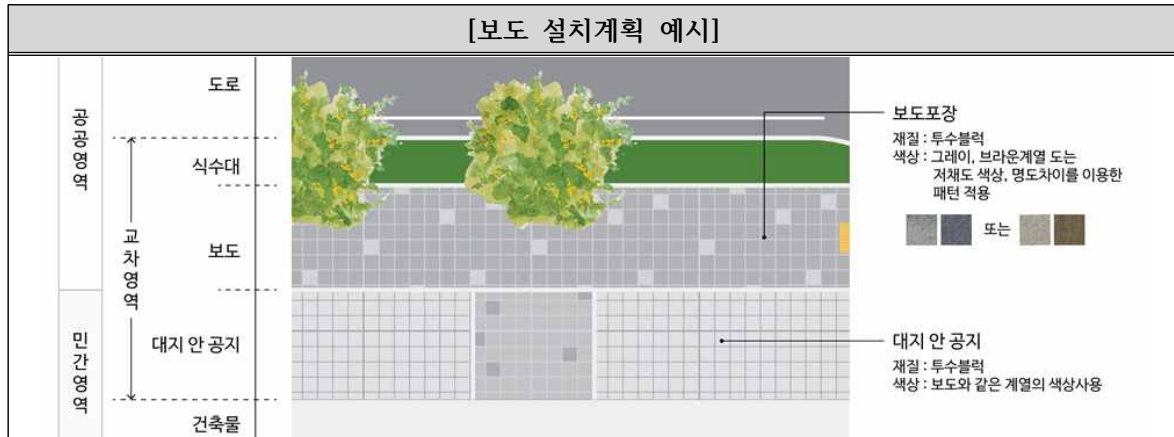 [보도 설치계획 예시]
공공영역
민간영역
교차영역
도로
식수대
보도
대지 안 공지
건축물
보도포장
재질 : 투수블럭
색상 : 그레이, 브라운계열 도는
저채도 색상, 명도차이를 이용한
패턴 적용
또는
대지 안 공지
재질 : 투수블럭
색상 : 보도와 같은 계열의 색상사용